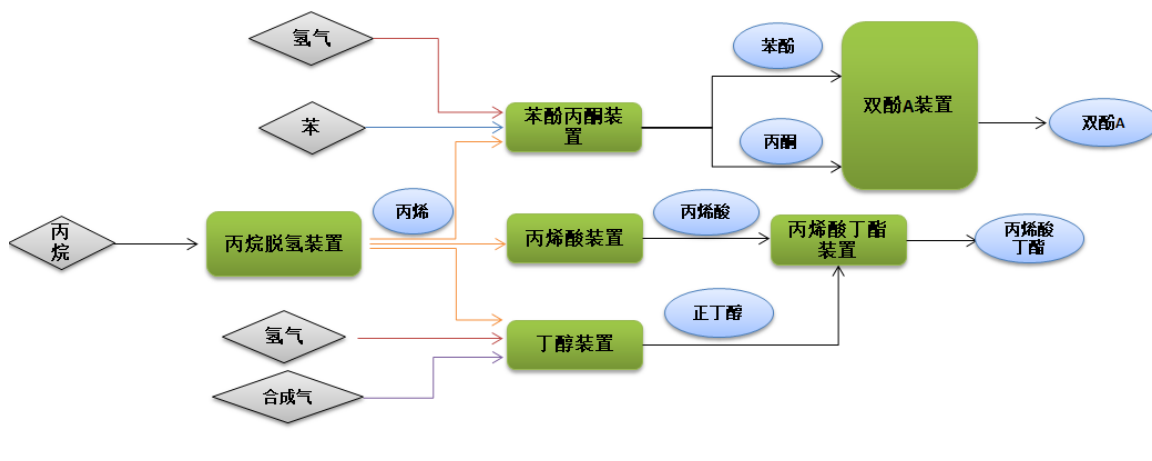 氢气
苯酚
苯
苯酚丙酮装
置
双酚A装置
双酚A
丙酮
丙
烷
丙烷脱氢装置
丙烯
丙烯酸装置
丙烯酸
丙烯酸丁酯
装置
丙烯酸
丁酯
氢气
正丁醇
丁醇装置
合成气